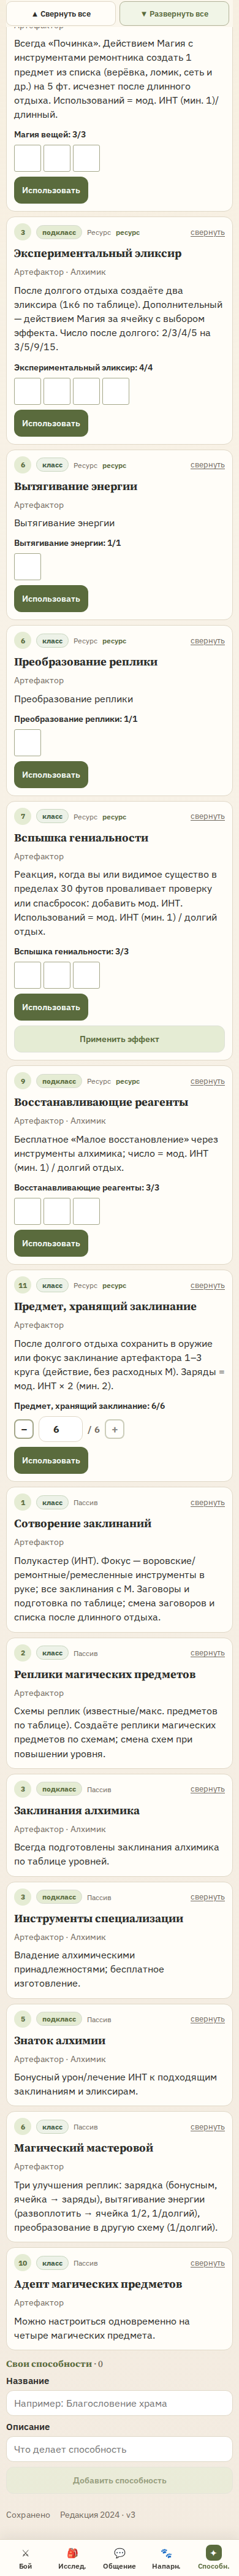 ▲ Свернуть все
▼ Развернуть все
Всегда «Починка». Действием Магия с
инструментами ремонтника создать 1
предмет из списка (верёвка, ломик, сеть и
др.) на 5 фт. исчезнет после длинного
отдыха. Использований = мод. ИНТ (мин. 1)/
длинный.
Магия вещей: 3/3
Использовать
3 подкласс Ресурс ресурс свернуть
Экспериментальный эликсир
Артефактор · Алхимик
После долгого отдыха создаёте два
эликсира (1к6 по таблице). Дополнительный
— действием Магия за ячейку с выбором
эффекта. Число после долгого: 2/3/4/5 на
3/5/9/15.
Экспериментальный эликсир: 4/4
Использовать
6 класс Ресурс ресурс свернуть
Вытягивание энергии
Артефактор
Вытягивание энергии
Вытягивание энергии: 1/1
Использовать
6 класс Ресурс ресурс свернуть
Преобразование реплики
Артефактор
Преобразование реплики
Преобразование реплики: 1/1
Использовать
7 класс Ресурс ресурс свернуть
Вспышка гениальности
Артефактор
Реакция, когда вы или видимое существо в
пределах 30 футов проваливает проверку
или спасбросок: добавить мод. ИНТ.
Использований = мод. ИНТ (мин. 1) / долгий
отдых.
Вспышка гениальности: 3/3
Использовать
Применить эффект
9 подкласс Ресурс ресурс свернуть
Восстанавливающие реагенты
Артефактор · Алхимик
Бесплатное «Малое восстановление» через
инструменты алхимика; число = мод. ИНТ
(мин. 1) / долгий отдых.
Восстанавливающие реагенты: 3/3
Использовать
11 класс Ресурс ресурс свернуть
Предмет, хранящий заклинание
Артефактор
После долгого отдыха сохранить в оружие
или фокус заклинание артефактора 1–3
круга (действие, без расходных М). Заряды =
мод. ИНТ × 2 (мин. 2).
Предмет, хранящий заклинание: 6/6
− 6 / 6 +
Использовать
1 класс Пассив свернуть
Сотворение заклинаний
Артефактор
Полукастер (ИНТ). Фокус — воровские/
ремонтные/ремесленные инструменты в
руке; все заклинания с М. Заговоры и
подготовка по таблице; смена заговоров и
списка после длинного отдыха.
2 класс Пассив свернуть
Реплики магических предметов
Артефактор
Схемы реплик (известные/макс. предметов
по таблице). Создаёте реплики магических
предметов по схемам; смена схем при
повышении уровня.
3 подкласс Пассив свернуть
Заклинания алхимика
Артефактор · Алхимик
Всегда подготовлены заклинания алхимика
по таблице уровней.
3 подкласс Пассив свернуть
Инструменты специализации
Артефактор · Алхимик
Владение алхимическими
принадлежностями; бесплатное
изготовление.
5 подкласс Пассив свернуть
Знаток алхимии
Артефактор · Алхимик
Бонусный урон/лечение ИНТ к подходящим
заклинаниям и эликсирам.
6 класс Пассив свернуть
Магический мастеровой
Артефактор
Три улучшения реплик: зарядка (бонусным,
ячейка → заряды), вытягивание энергии
(развоплотить → ячейка 1/2, 1/долгий),
преобразование в другую схему (1/долгий).
10 класс Пассив свернуть
Адепт магических предметов
Артефактор
Можно настроиться одновременно на
четыре магических предмета.
Свои способности · 0
Название
Например: Благословение храма
Описание
Что делает способность
Добавить способность
Сохранено Редакция 2024 · v3
Бой Исслед. Общение Напарн. Способн.